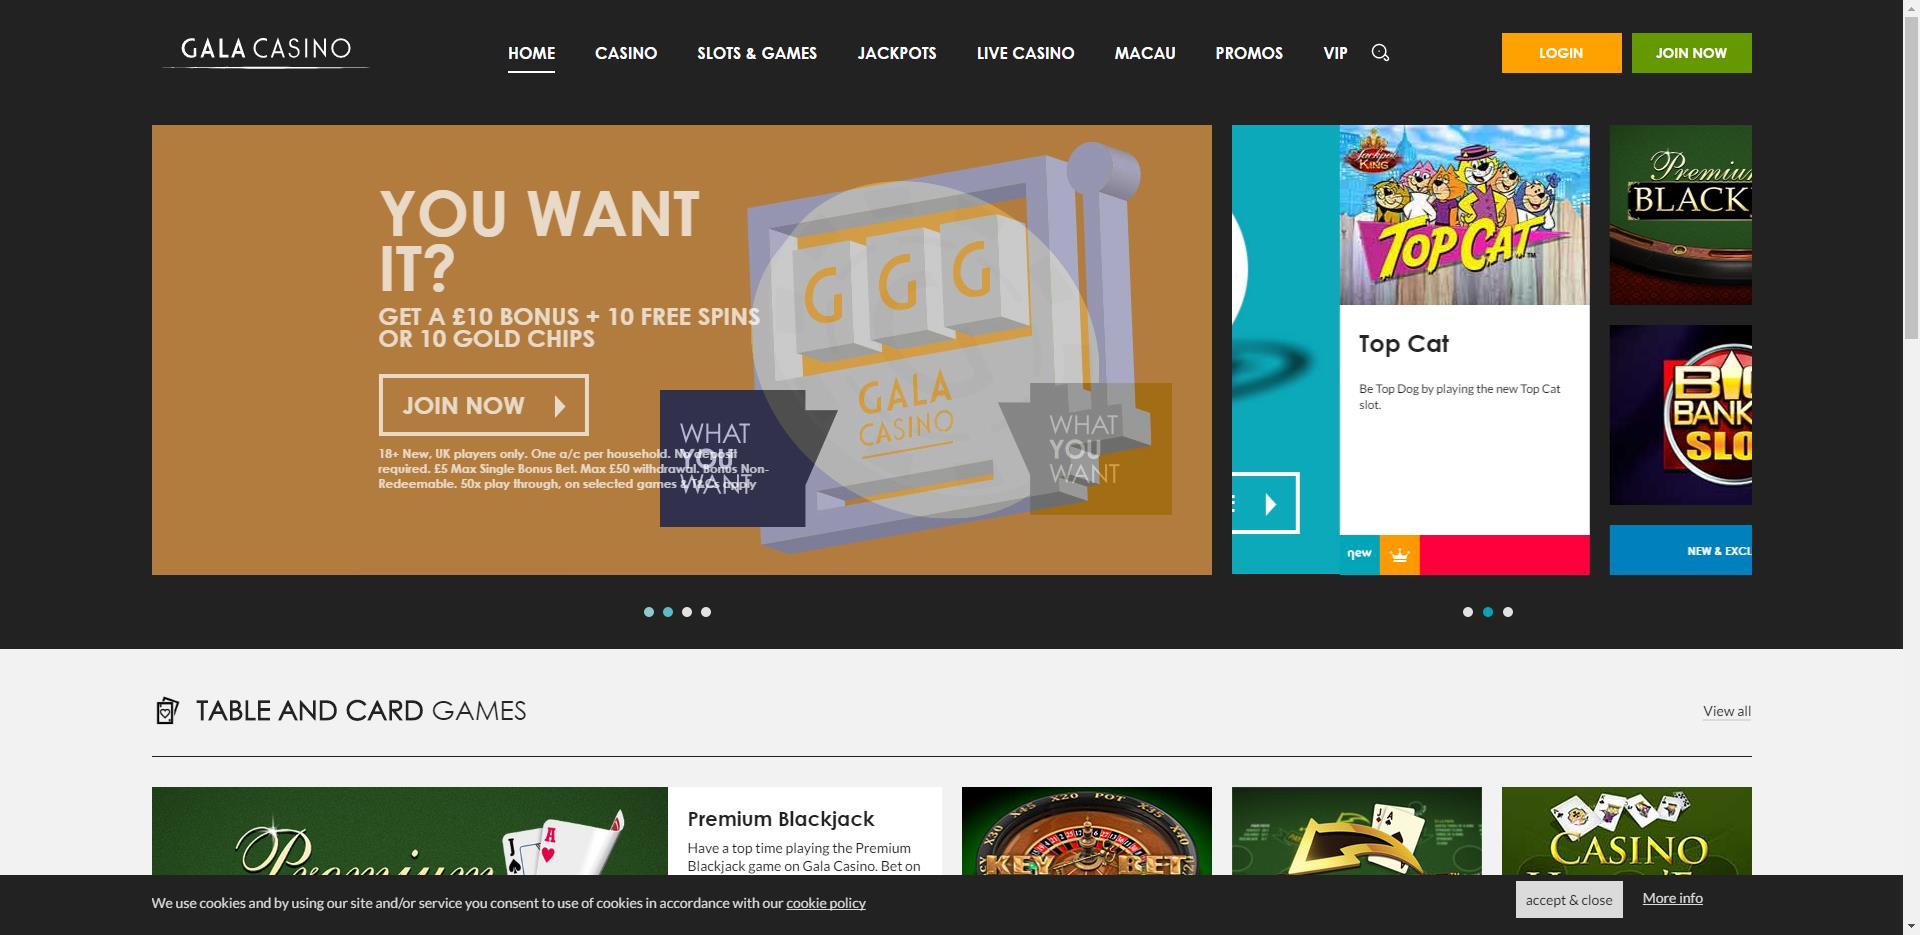 GALA CASINO
HOME
CASINO
SLOTS & GAMES
JACKPOTS
LIVE CASINO
MACAU
PROMOS
VIP
LOGIN
JOIN NOW
YOU WANT
IT?
GET A £10 BONUS + 10 FREE SPINS
OR 10 GOLD CHIPS
JOIN NOW
18+ New, UK players only. One a/c per household. No deposit
required. £5 Max Single Bonus Bet. Max £50 withdrawal. Bonus Non-
Redeemable. 50x play through, on selected games & T&Cs apply
G G G
GALA
CASINO
WHAT
YOU
WANT
WHAT
YOU
WANT
Jackpot
KING
TOP CAT
Top Cat
Be Top Dog by playing the new Top Cat
slot.
new
Premium
BLACKJ
BIG
BANK
SLO
NEW & EXCL
TABLE AND CARD GAMES
View all
Premium
J
A
Premium Blackjack
Have a top time playing the Premium
Blackjack game on Gala Casino. Bet on
X30 X45 X20 POT X35 X40
KEY BET
J
A
CASINO
We use cookies and by using our site and/or service you consent to use of cookies in accordance with our cookie policy
accept & close
More info